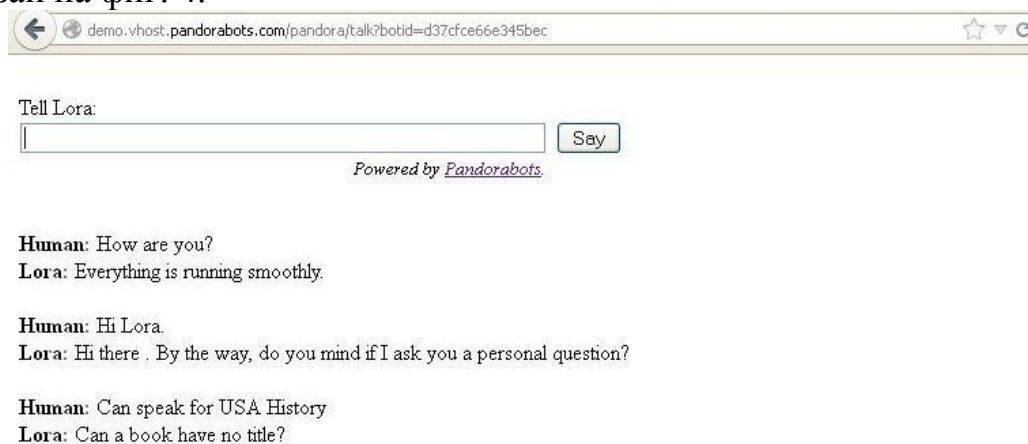 demo.vhost.pandorabots.com/pandora/talk?botid=d37cfce66e345bec
Tell Lora:
Say
Powered by Pandorabots.
Human: How are you?
Lora: Everything is running smoothly.
Human: Hi Lora.
Lora: Hi there . By the way, do you mind if I ask you a personal question?
Human: Can speak for USA History
Lora: Can a book have no title?